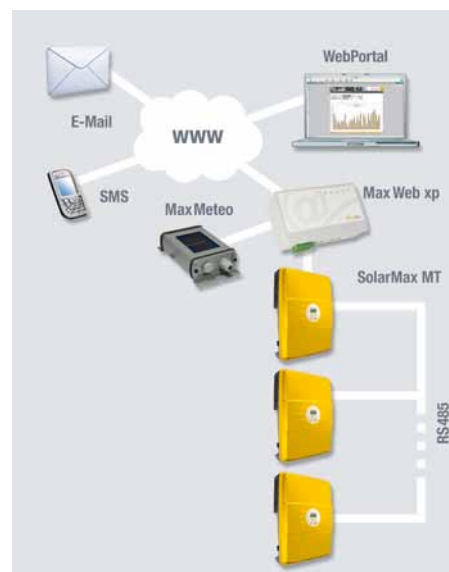 WebPortal
E-Mail
WWW
SMS
MaxMeteo
Max Web xp
SolarMax MT
RS485